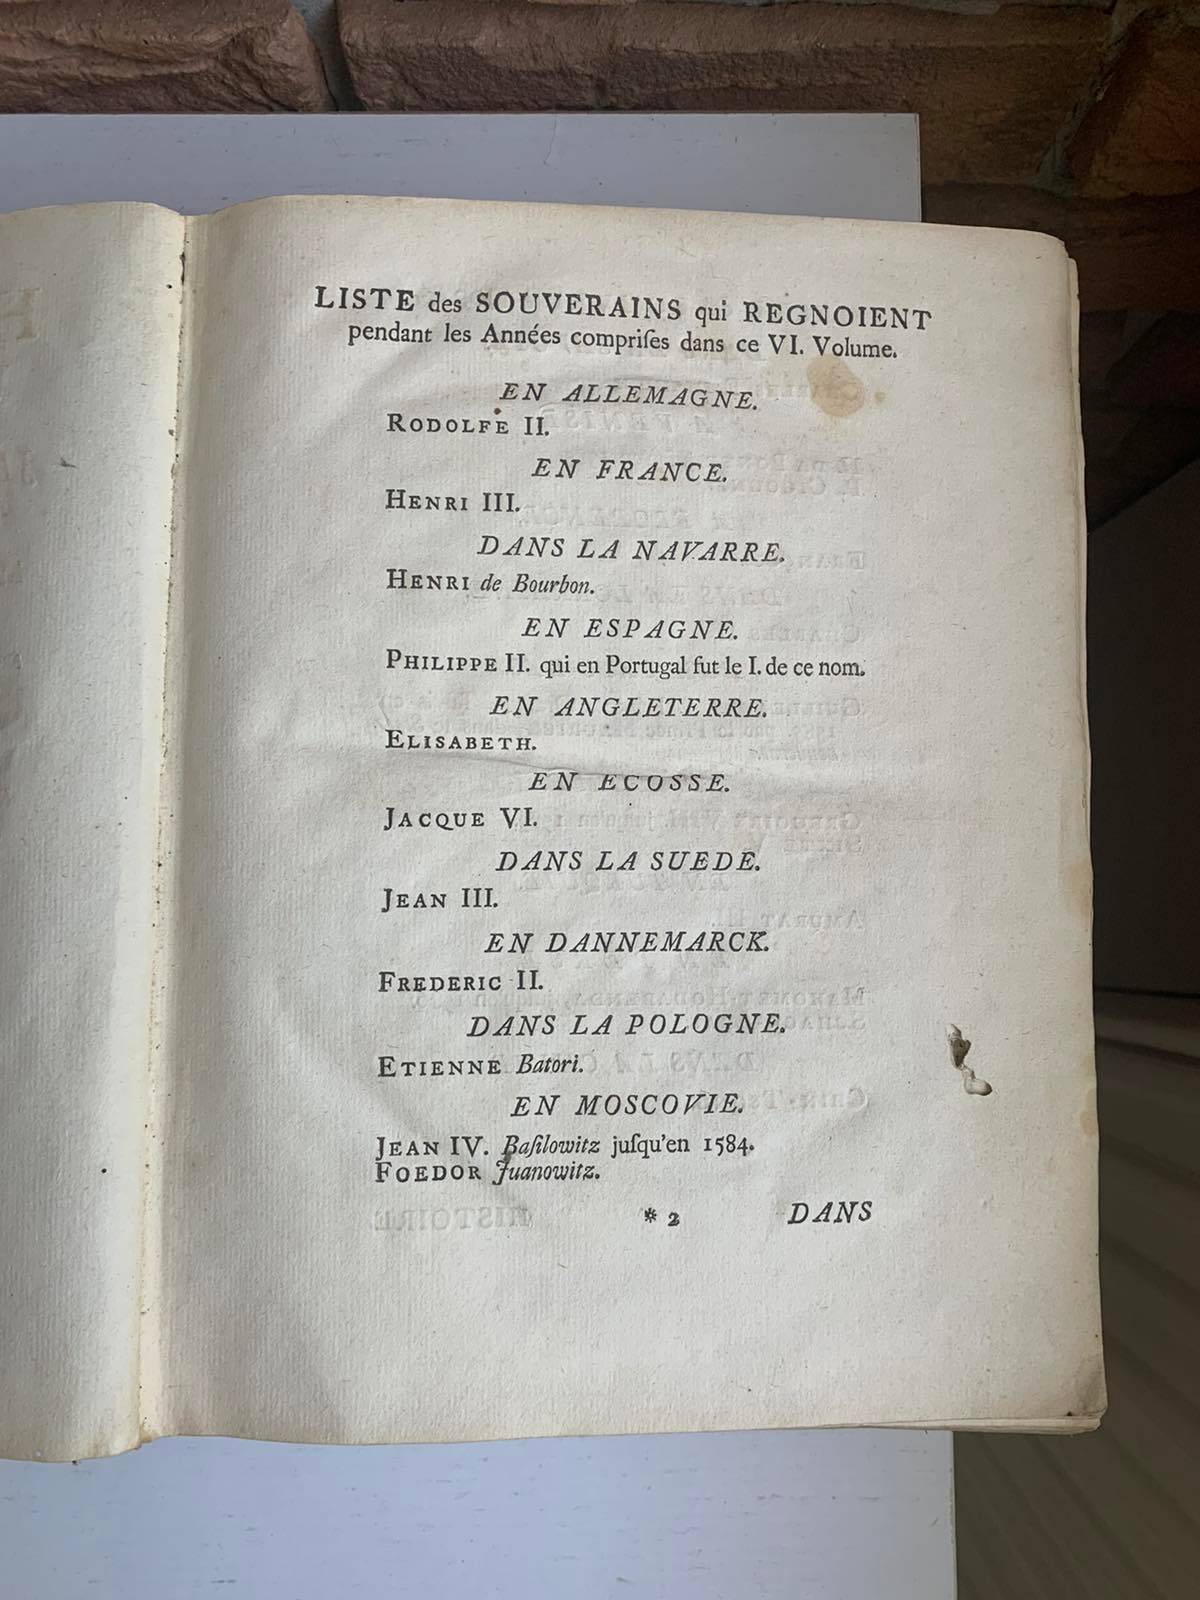 LISTE des SOUVERAINS qui REGNOIENT
pendant les Années compriſes dans ce VI. Volume.
EN ALLEMAGNE.
RODOLFE II.
EN FRANCE.
HENRI III.
DANS LA NAVARRE.
HENRI de Bourbon.
EN ESPAGNE.
PHILIPPE II. qui en Portugal fut le I. de ce nom.
EN ANGLETERRE.
ELISABETH.
EN ECOSSE.
JACQUE VI.
DANS LA SUEDE.
JEAN III.
EN DANNEMARCK.
FREDERIC II.
DANS LA POLOGNE.
ETIENNE Batori.
EN MOSCOVIE.
JEAN IV. Baſilowitz juſqu'en 1584.
FOEDOR Juanowitz.
* 2 DANS